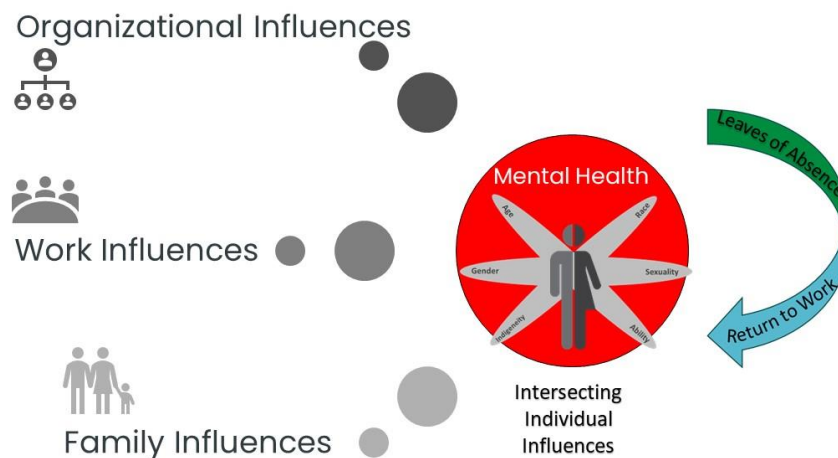 Organizational Influences
Work Influences
Family Influences
Mental Health
Age
Race
Gender
Sexuality
Indigeneity
Ability
Intersecting
Individual
Influences
Leaves of Absence
Return to Work